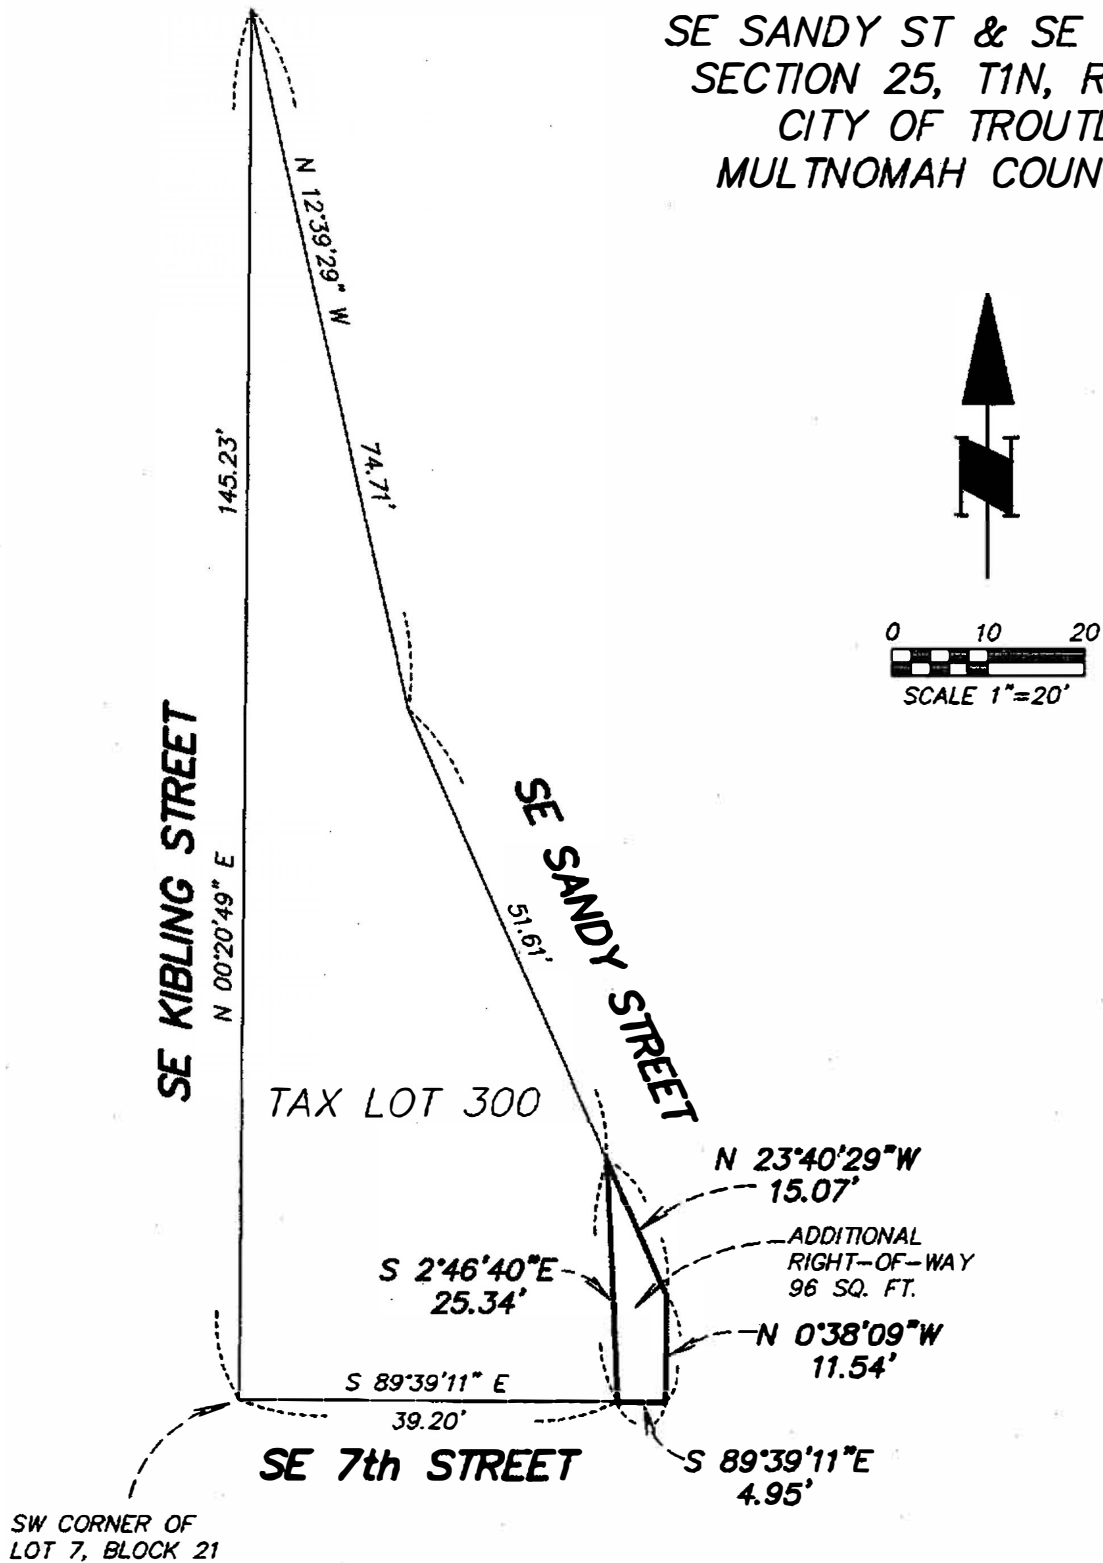 SE SANDY ST & SE
SECTION 25, T1N, R
CITY OF TROUTD
MULTNOMAH COUN
N 12°39'29" W
74.71'
145.23'
N
0 10 20
SCALE 1"=20'
SE KIBLING STREET
N 00°20'49" E
SE SANDY STREET
51.61'
TAX LOT 300
N 23°40'29"W
15.07'
ADDITIONAL
RIGHT-OF-WAY
96 SQ. FT.
S 2°46'40"E
25.34'
N 0°38'09"W
11.54'
S 89°39'11" E
39.20'
SE 7th STREET
S 89°39'11"E
4.95'
SW CORNER OF
LOT 7, BLOCK 21